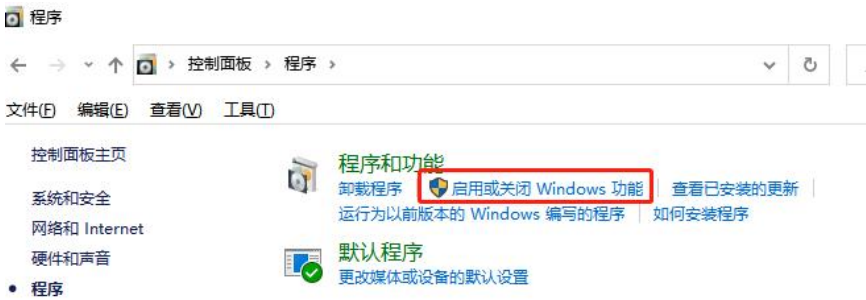 程序
控制面板 › 程序 ›
文件(F) 编辑(E) 查看(V) 工具(T)
控制面板主页
系统和安全
网络和 Internet
硬件和声音
• 程序
程序和功能
卸载程序 启用或关闭 Windows 功能 查看已安装的更新
运行为以前版本的 Windows 编写的程序 如何安装程序
默认程序
更改媒体或设备的默认设置